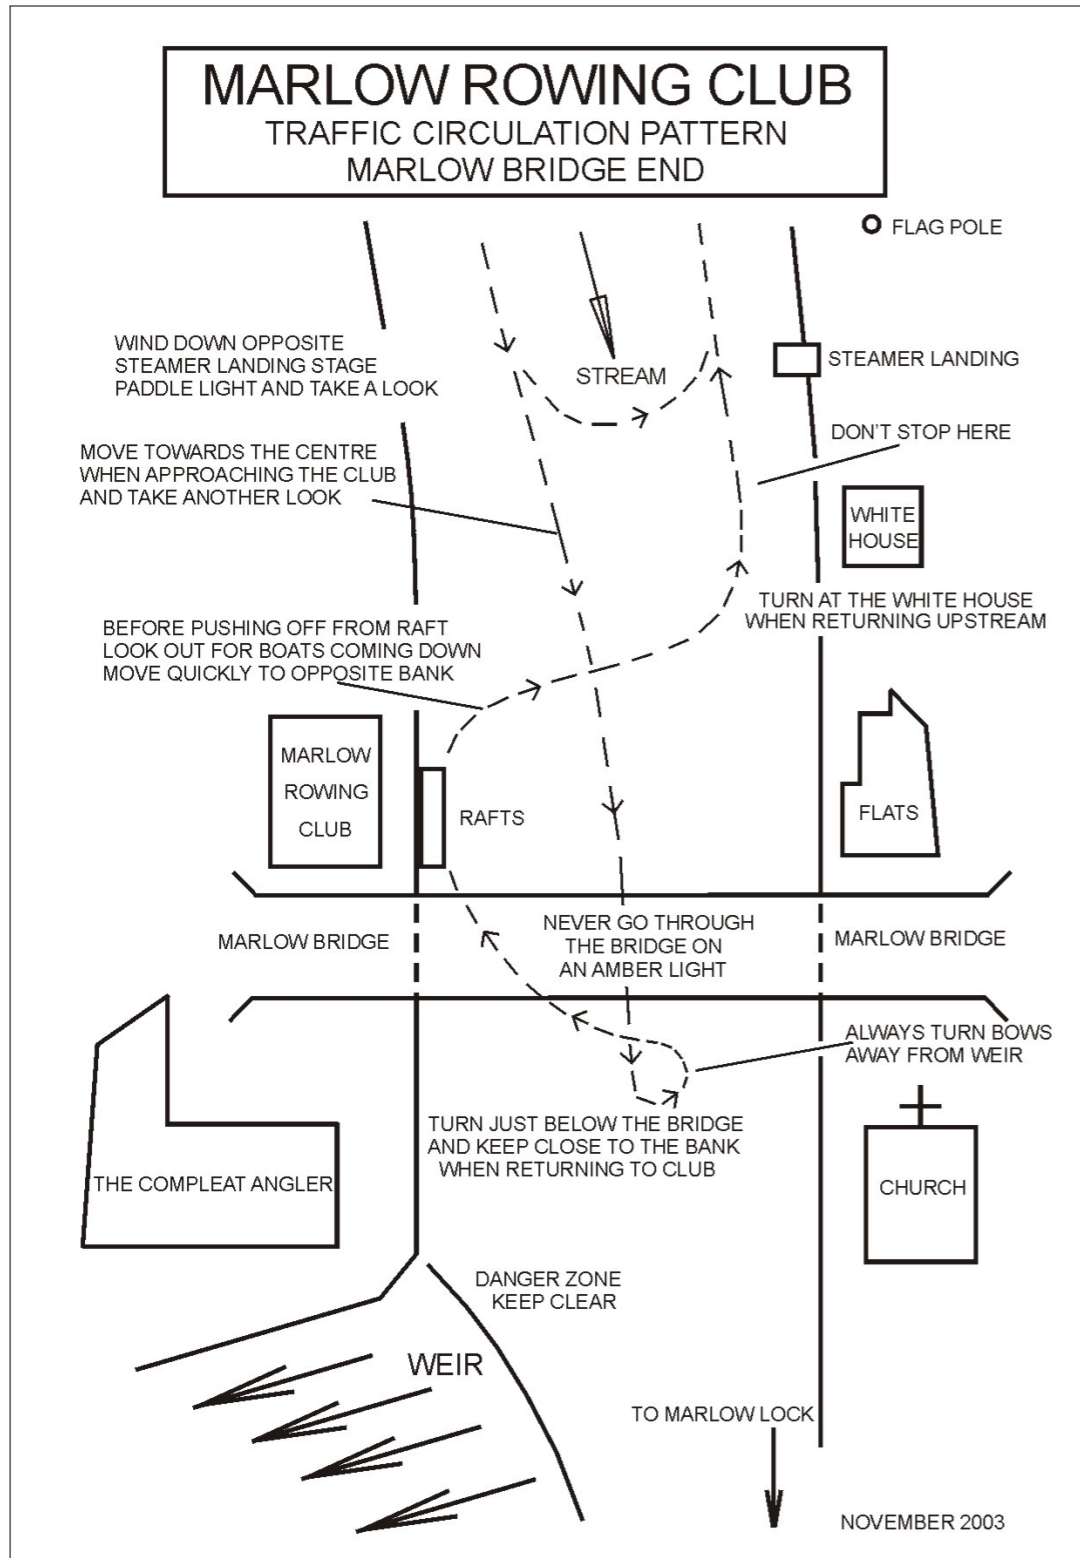 MARLOW ROWING CLUB
TRAFFIC CIRCULATION PATTERN
MARLOW BRIDGE END
FLAG POLE
WIND DOWN OPPOSITE
STEAMER LANDING STAGE
PADDLE LIGHT AND TAKE A LOOK
STREAM
STEAMER LANDING
MOVE TOWARDS THE CENTRE
WHEN APPROACHING THE CLUB
AND TAKE ANOTHER LOOK
DON'T STOP HERE
WHITE
HOUSE
TURN AT THE WHITE HOUSE
WHEN RETURNING UPSTREAM
BEFORE PUSHING OFF FROM RAFT
LOOK OUT FOR BOATS COMING DOWN
MOVE QUICKLY TO OPPOSITE BANK
MARLOW
ROWING
CLUB
RAFTS
FLATS
MARLOW BRIDGE
NEVER GO THROUGH
THE BRIDGE ON
AN AMBER LIGHT
MARLOW BRIDGE
ALWAYS TURN BOWS
AWAY FROM WEIR
TURN JUST BELOW THE BRIDGE
AND KEEP CLOSE TO THE BANK
WHEN RETURNING TO CLUB
THE COMPLEAT ANGLER
CHURCH
DANGER ZONE
KEEP CLEAR
WEIR
TO MARLOW LOCK
NOVEMBER 2003